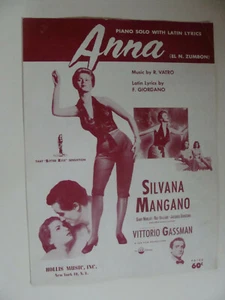 PIANO SOLO WITH LATIN LYRICS
Anna
(EL N. ZUMBON)
Music by R. VATRO
Latin Lyrics by
F. GIORDANO
SILVANA
MANGANO
VITTORIO GASSMAN
HOLLIS MUSIC, INC.
New York 19, N. Y.
60¢